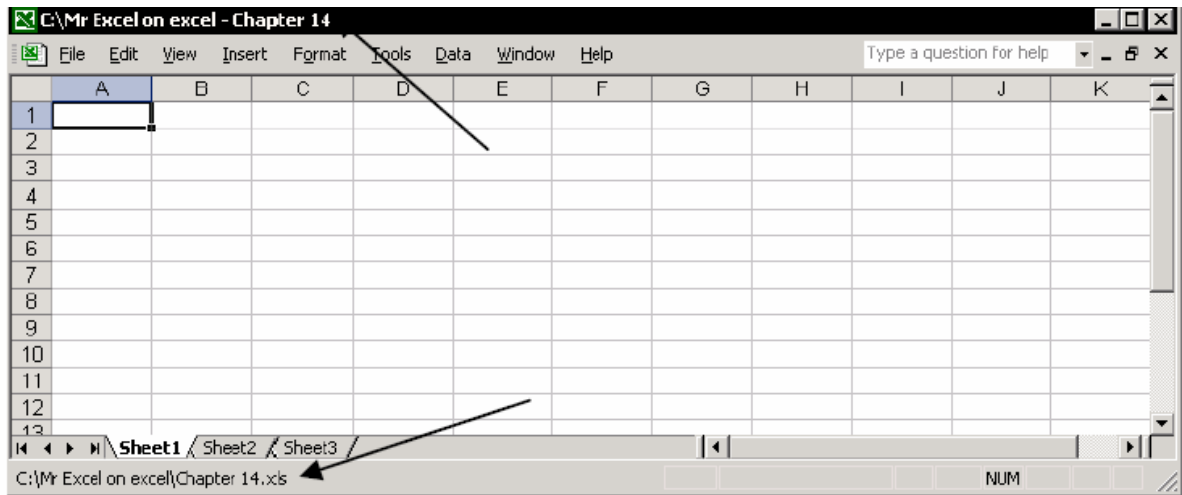 C:\Mr Excel on excel - Chapter 14
File Edit View Insert Format Tools Data Window Help Type a question for help
A B C D E F G H I J K
1
2
3
4
5
6
7
8
9
10
11
12
13
Sheet1 Sheet2 Sheet3
C:\Mr Excel on excel\Chapter 14.xls NUM